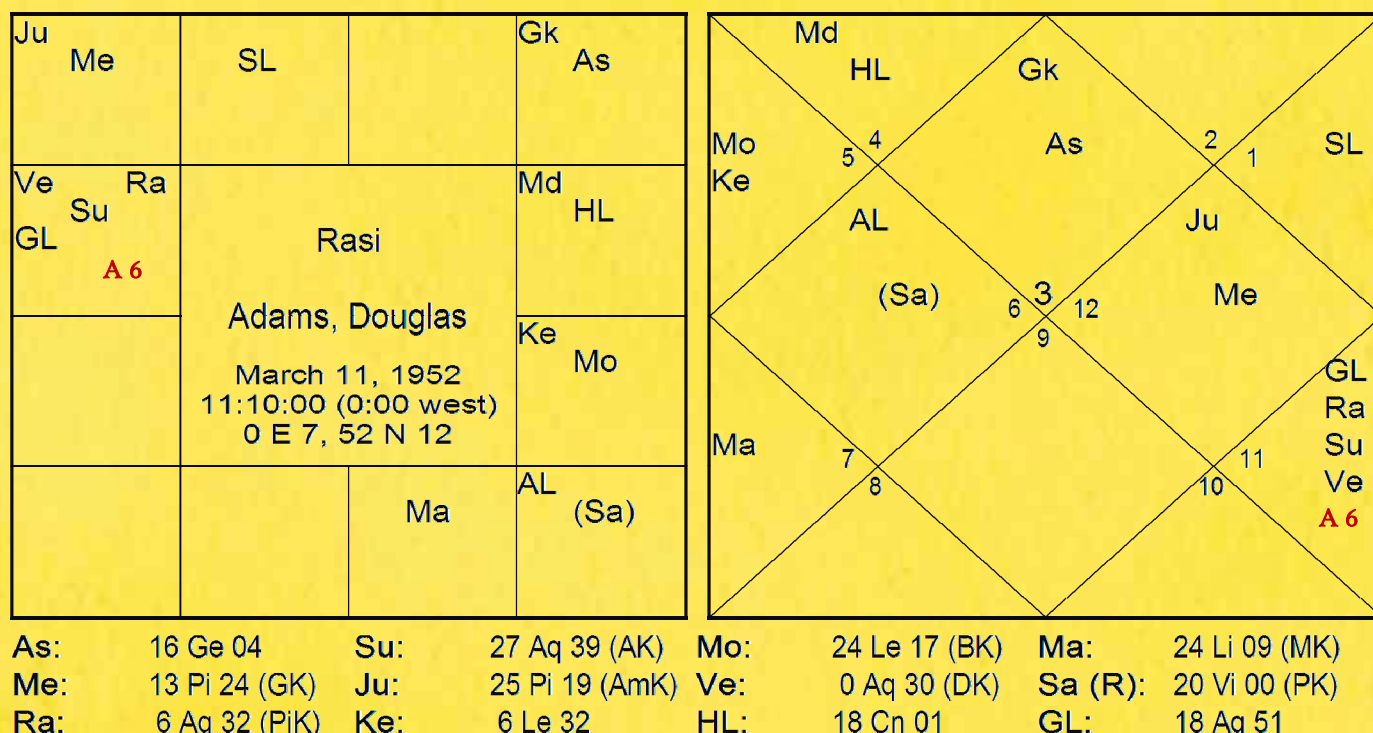 Ju
Me
SL
Gk
As
Ve Ra
Su
GL
A 6
Md
HL
Rasi
Adams, Douglas
March 11, 1952
11:10:00 (0:00 west)
0 E 7, 52 N 12
Ke
Mo
Ma
AL
(Sa)
Md
HL
Gk
As
Mo
Ke
5 4
2 1
SL
AL
(Sa)
Ju
Me
6 3 12
9
Ma
7
8
11
10
GL
Ra
Su
Ve
A 6
As: 16 Ge 04 Su: 27 Aq 39 (AK) Mo: 24 Le 17 (BK) Ma: 24 Li 09 (MK)
Me: 13 Pi 24 (GK) Ju: 25 Pi 19 (AmK) Ve: 0 Aq 30 (DK) Sa (R): 20 Vi 00 (PK)
Ra: 6 Aq 32 (PiK) Ke: 6 Le 32 HL: 18 Cn 01 GL: 18 Aq 51